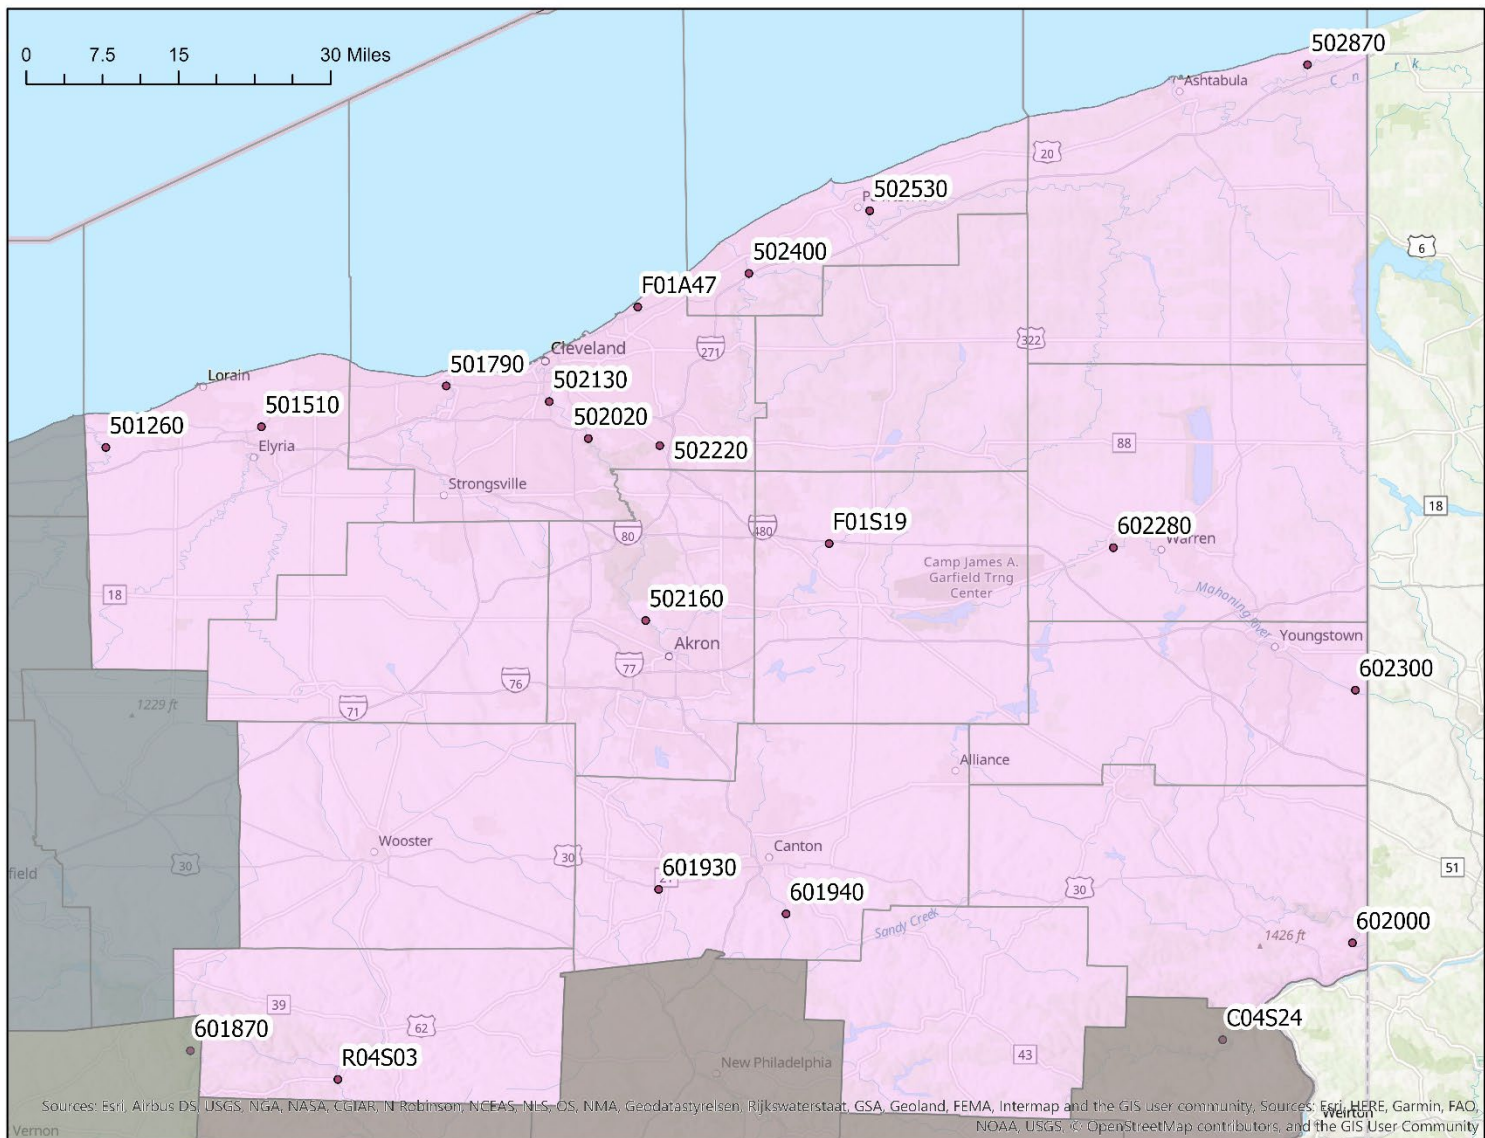 502870
0 7.5 15 30 Miles
Ashtabula
20
502530
6
502400
F01A47
322
Cleveland
271
501790
Lorain
502130
501510
502020
501260
88
Elyria
502220
Strongsville
18
F01S19
602280
80
480
Warren
Camp James A.
Garfield Trng
Center
18
502160
Mahoning River
Youngstown
Akron
77
602300
76
1229 ft
71
Alliance
Wooster
Canton
30
30
51
field
601930
30
601940
Sandy Creek
602000
1426 ft
39
C04S24
601870
62
R04S03
43
New Philadelphia
Sources: Esri, Airbus DS, USGS, NGA, NASA, CGIAR, N Robinson, NCEAS, NLS, OS, NMA, Geodatastyrelsen, Rijkswaterstaat, GSA, Geoland, FEMA, Intermap and the GIS user community, Sources: Esri, HERE, Garmin, FAO,
Weirton
NOAA, USGS, © OpenStreetMap contributors, and the GIS User Community
Vernon